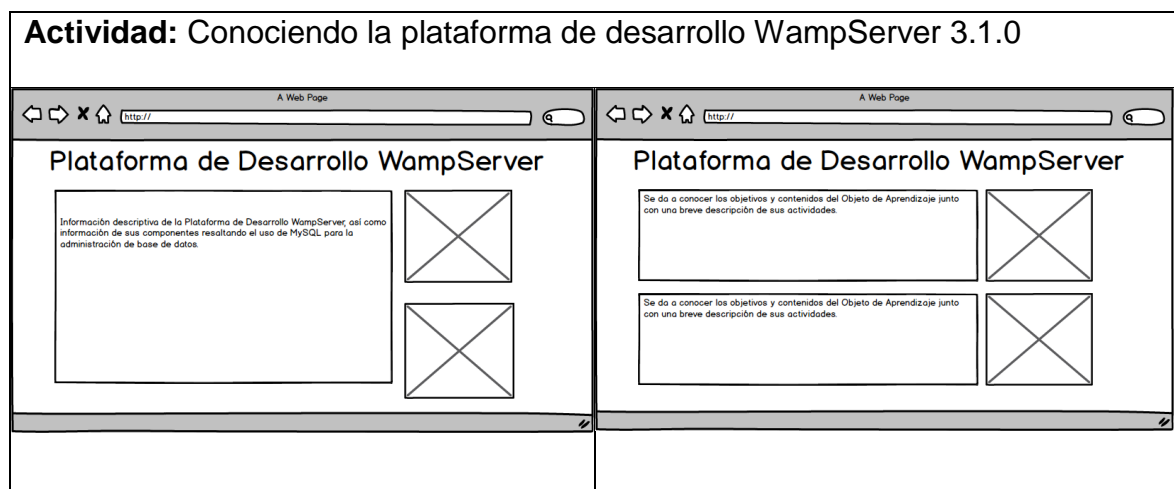 Actividad: Conociendo la plataforma de desarrollo WampServer 3.1.0
A Web Page
http://
Plataforma de Desarrollo WampServer
Información descriptiva de la Plataforma de Desarrollo WampServer, así como
información de sus componentes resaltando el uso de MySQL para la
administración de base de datos.
A Web Page
http://
Plataforma de Desarrollo WampServer
Se da a conocer los objetivos y contenidos del Objeto de Aprendizaje junto
con una breve descripción de sus actividades.
Se da a conocer los objetivos y contenidos del Objeto de Aprendizaje junto
con una breve descripción de sus actividades.